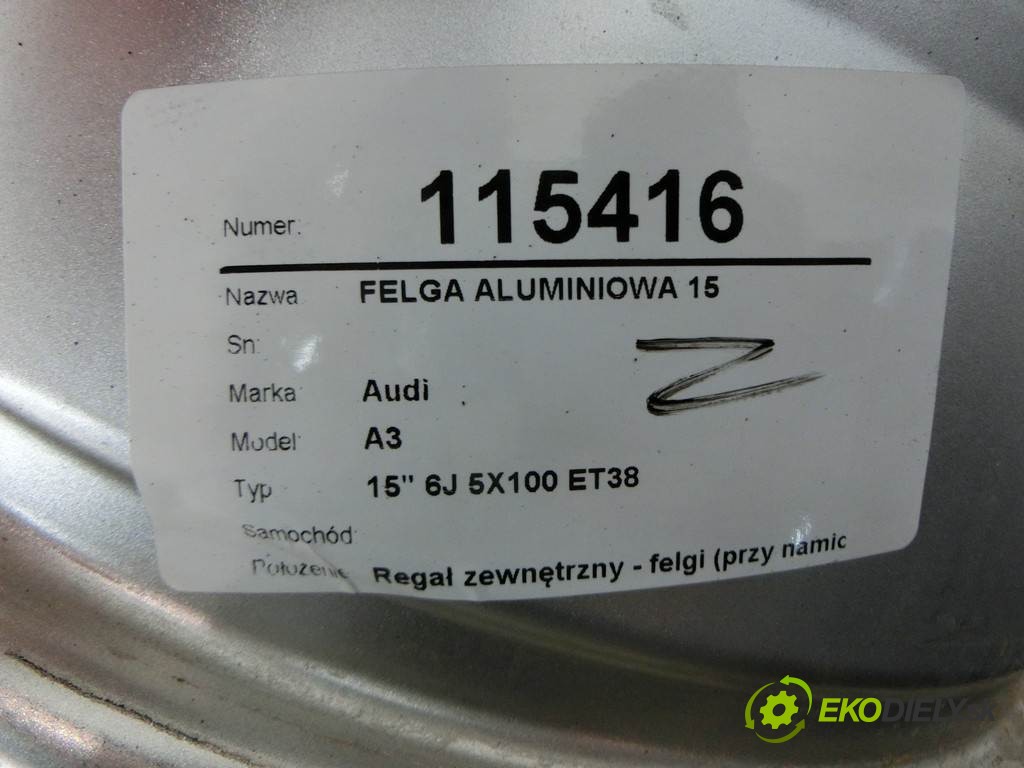 Numer: 115416
Nazwa FELGA ALUMINIOWA 15
Sn:
Marka Audi
Model: A3
Typ 15" 6J 5X100 ET38
Samochód:
Położenie Regał zewnętrzny - felgi (przy namic
Z
EKODIELY.SK